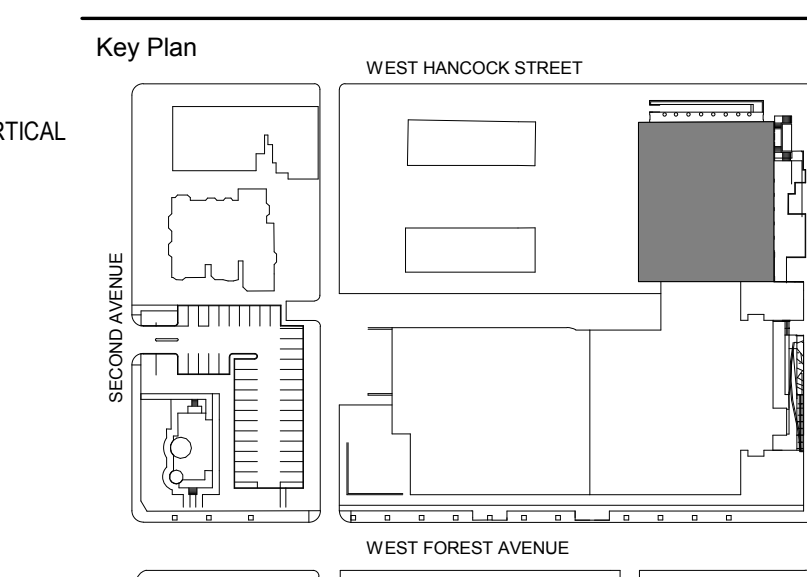 Key Plan
WEST HANCOCK STREET
RTICAL
SECOND AVENUE
WEST FOREST AVENUE